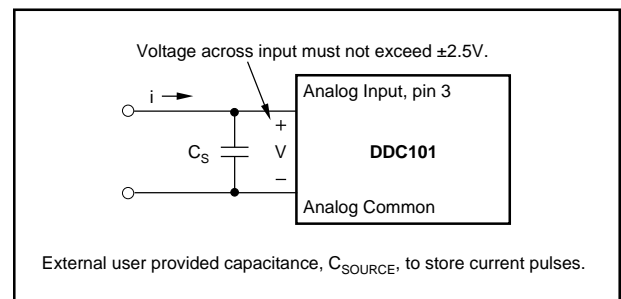 Voltage across input must not exceed ±2.5V.
i
Analog Input, pin 3
+
C_S
V
DDC101
–
Analog Common
External user provided capacitance, C_SOURCE, to store current pulses.